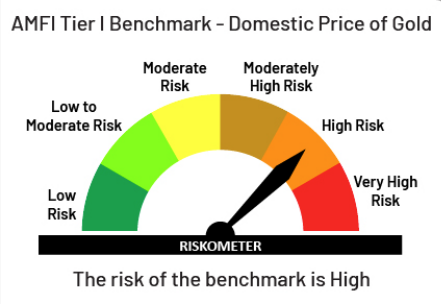 AMFI Tier I Benchmark - Domestic Price of Gold
Moderate
Risk
Moderately
High Risk
Low to
Moderate Risk
High Risk
Low
Risk
Very High
Risk
RISKOMETER
The risk of the benchmark is High